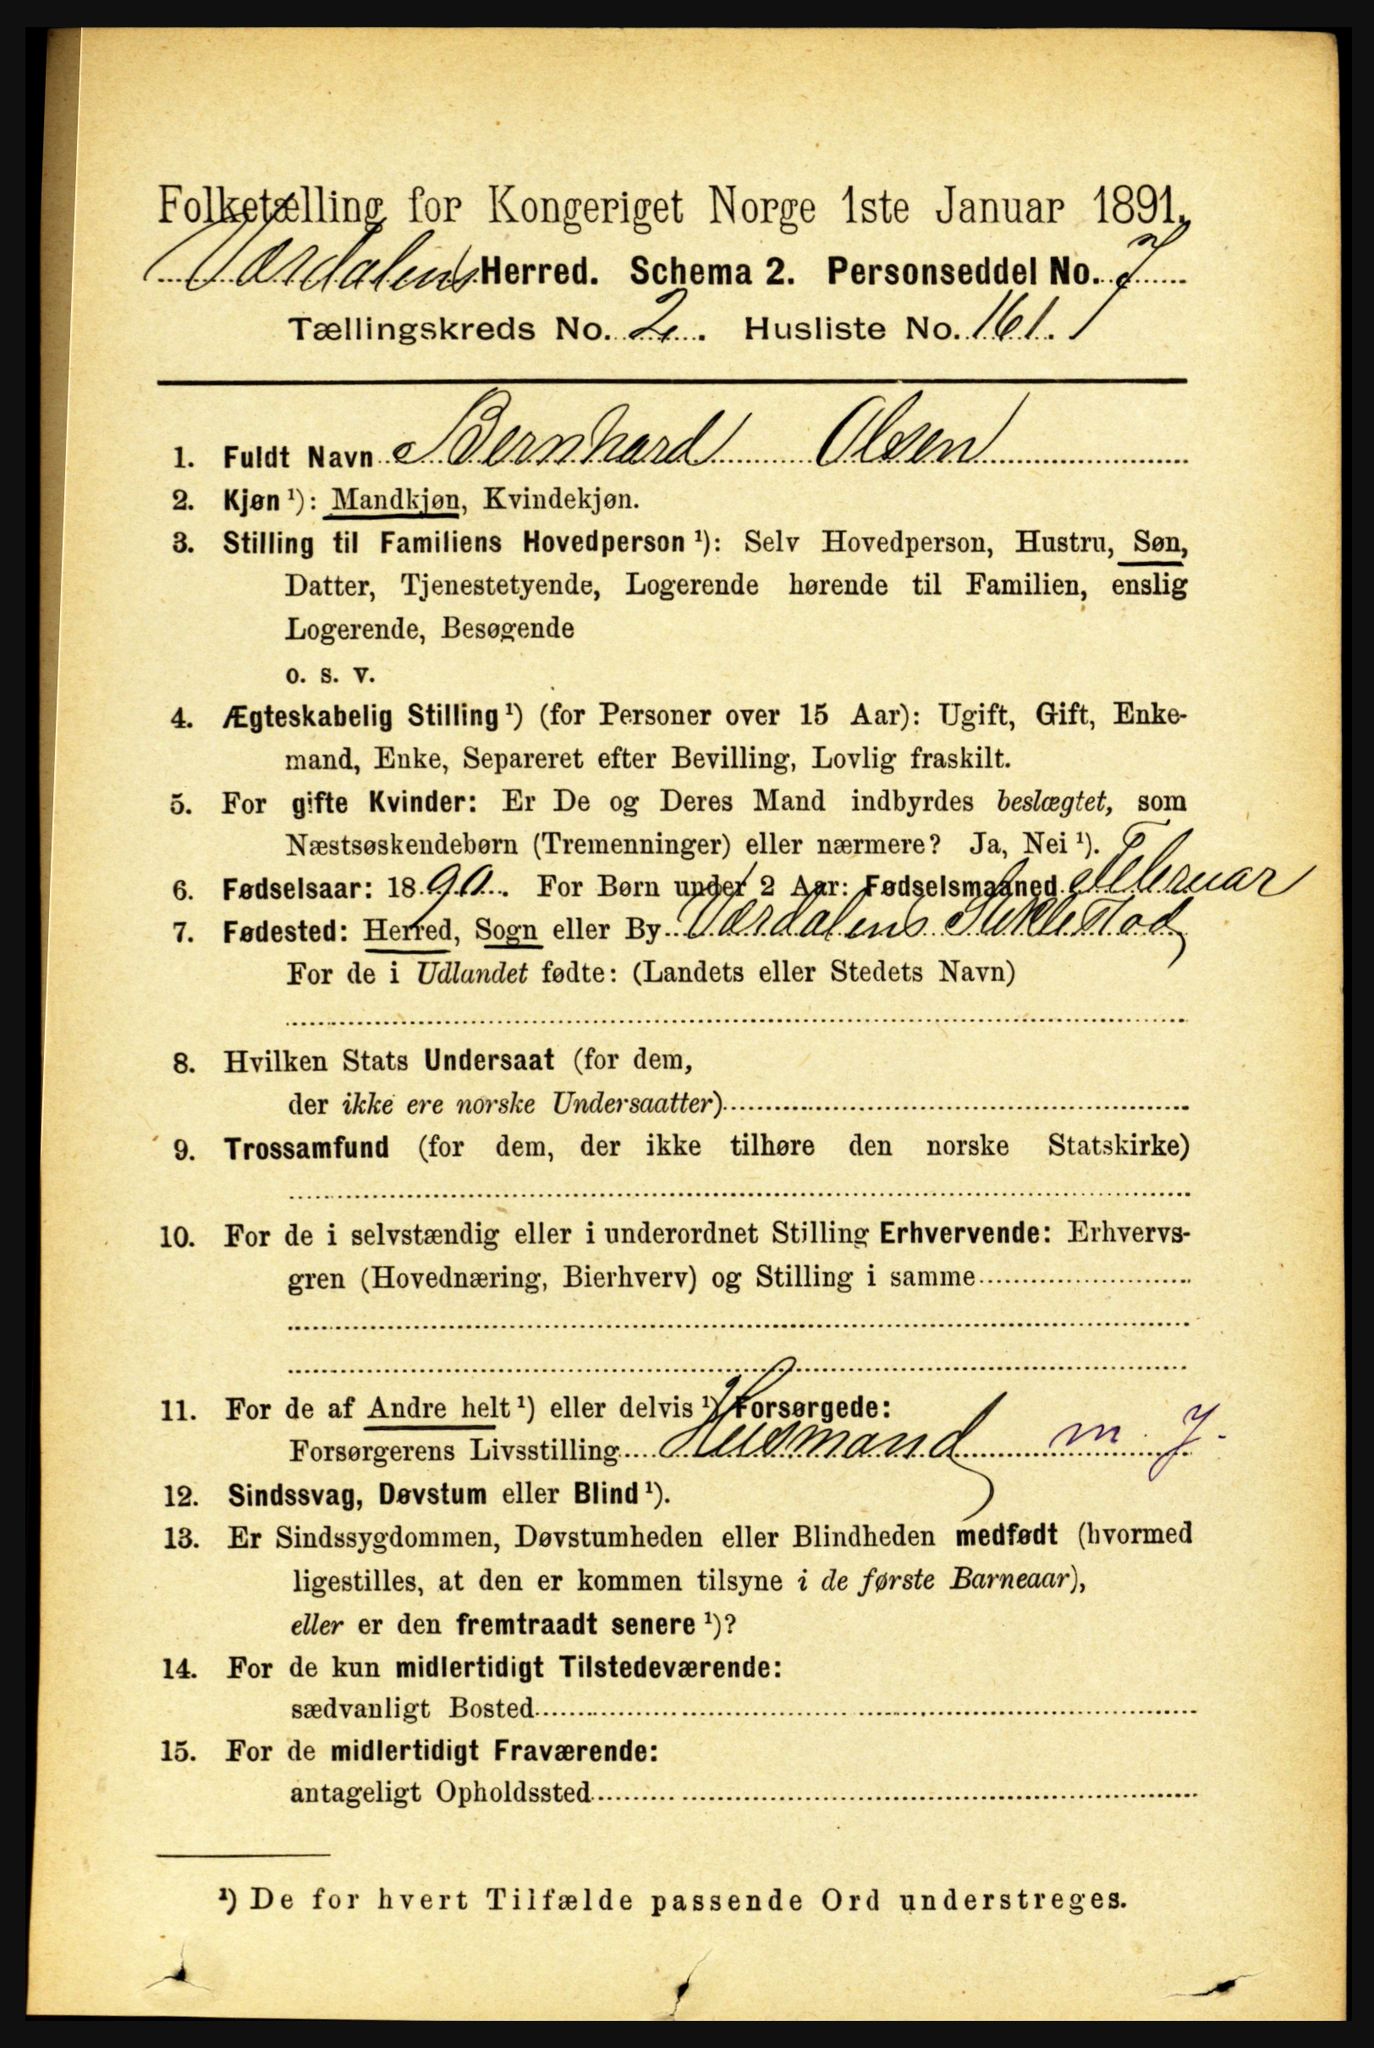 Folketælling for Kongeriget Norge 1ste Januar 1891.
Værdalens Herred. Schema 2. Personseddel No. 7
Tællingskreds No. 2. Husliste No. 161.
1. Fuldt Navn Bernhard Olsen
2. Kjøn ¹): Mandkjøn, Kvindekjøn.
3. Stilling til Familiens Hovedperson ¹): Selv Hovedperson, Hustru, Søn,
Datter, Tjenestetyende, Logerende hørende til Familien, enslig
Logerende, Besøgende
o. s. v.
4. Ægteskabelig Stilling ¹) (for Personer over 15 Aar): Ugift, Gift, Enke-
mand, Enke, Separeret efter Bevilling, Lovlig fraskilt.
5. For gifte Kvinder: Er De og Deres Mand indbyrdes beslægtet, som
Næstsøskendebørn (Tremenninger) eller nærmere? Ja, Nei ¹).
6. Fødselsaar: 1890. For Børn under 2 Aar: Fødselsmaaned Februar
7. Fødested: Herred, Sogn eller By Værdalens Stiklestad
For de i Udlandet fødte: (Landets eller Stedets Navn)
8. Hvilken Stats Undersaat (for dem,
der ikke ere norske Undersaatter)
9. Trossamfund (for dem, der ikke tilhøre den norske Statskirke)
10. For de i selvstændig eller i underordnet Stilling Erhvervende: Erhvervs-
gren (Hovednæring, Bierhverv) og Stilling i samme
11. For de af Andre helt ¹) eller delvis ¹) Forsørgede:
Forsørgerens Livsstilling Husmand m. J.
12. Sindssvag, Døvstum eller Blind ¹).
13. Er Sindssygdommen, Døvstumheden eller Blindheden medfødt (hvormed
ligestilles, at den er kommen tilsyne i de første Barneaar),
eller er den fremtraadt senere ¹)?
14. For de kun midlertidigt Tilstedeværende:
sædvanligt Bosted
15. For de midlertidigt Fraværende:
antageligt Opholdssted
¹) De for hvert Tilfælde passende Ord understreges.